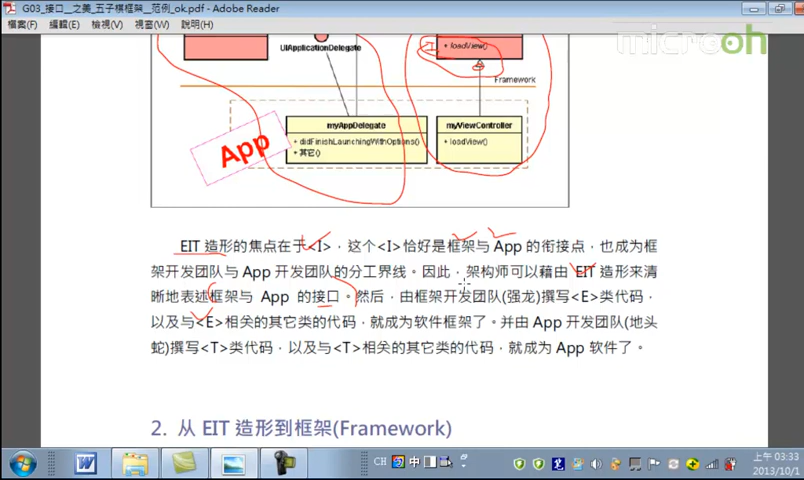 G03_接口__之美_五子棋框架__范例_ok.pdf - Adobe Reader
檔案(F) 編輯(E) 檢視(V) 視窗(W) 說明(H)
microoh
UIApplicationDelegate
+ loadView()
Framework
App
myAppDelegate
+ didFinishLaunchingWithOptions()
+ 其它()
myViewController
+ loadView()
EIT 造形的焦点在于<I>，这个<I>恰好是框架与 App 的衔接点，也成为框
架开发团队与 App 开发团队的分工界线。因此，架构师可以藉由 EIT 造形来清
晰地表述框架与 App 的接口。然后，由框架开发团队(强龙)撰写<E>类代码，
以及与<E>相关的其它类的代码，就成为软件框架了。并由 App 开发团队(地头
蛇)撰写<T>类代码，以及与<T>相关的其它类的代码，就成为 App 软件了。
2. 从 EIT 造形到框架(Framework)
CH 中
上午 03:33
2013/10/1